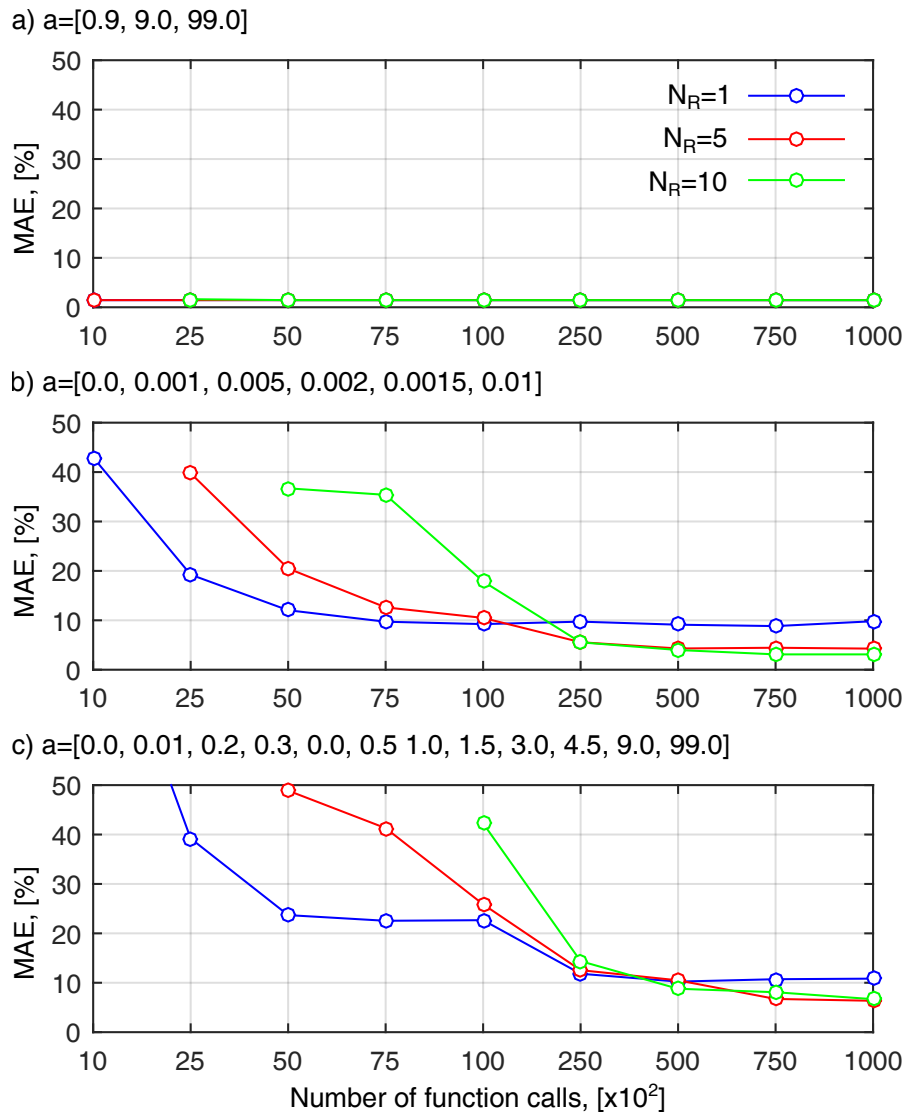 a) a=[0.9, 9.0, 99.0]
50
40
30
20
10
0
MAE, [%]
N_R=1
N_R=5
N_R=10
10 25 50 75 100 250 500 750 1000
b) a=[0.0, 0.001, 0.005, 0.002, 0.0015, 0.01]
50
40
30
20
10
0
MAE, [%]
10 25 50 75 100 250 500 750 1000
c) a=[0.0, 0.01, 0.2, 0.3, 0.0, 0.5 1.0, 1.5, 3.0, 4.5, 9.0, 99.0]
50
40
30
20
10
0
MAE, [%]
10 25 50 75 100 250 500 750 1000
Number of function calls, [x10²]